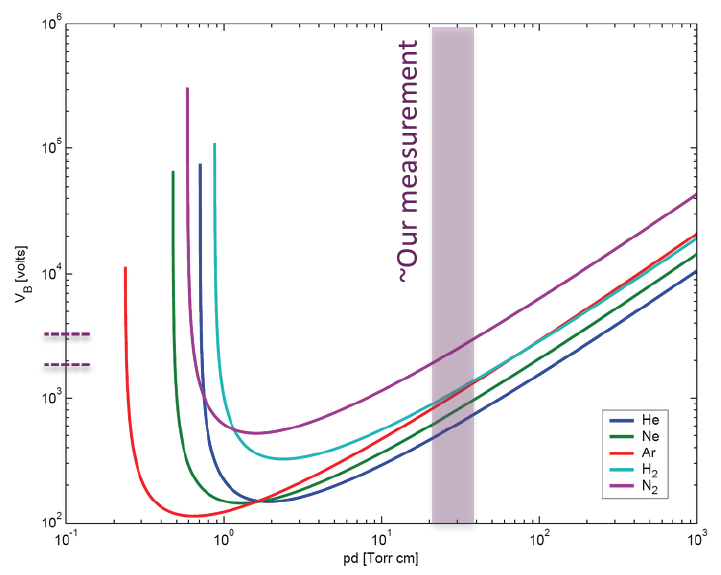 10^6
10^5
10^4
10^3
10^2
V_B [volts]
~Our measurement
He
Ne
Ar
H_2
N_2
10^-1
10^0
10^1
10^2
10^3
pd [Torr cm]